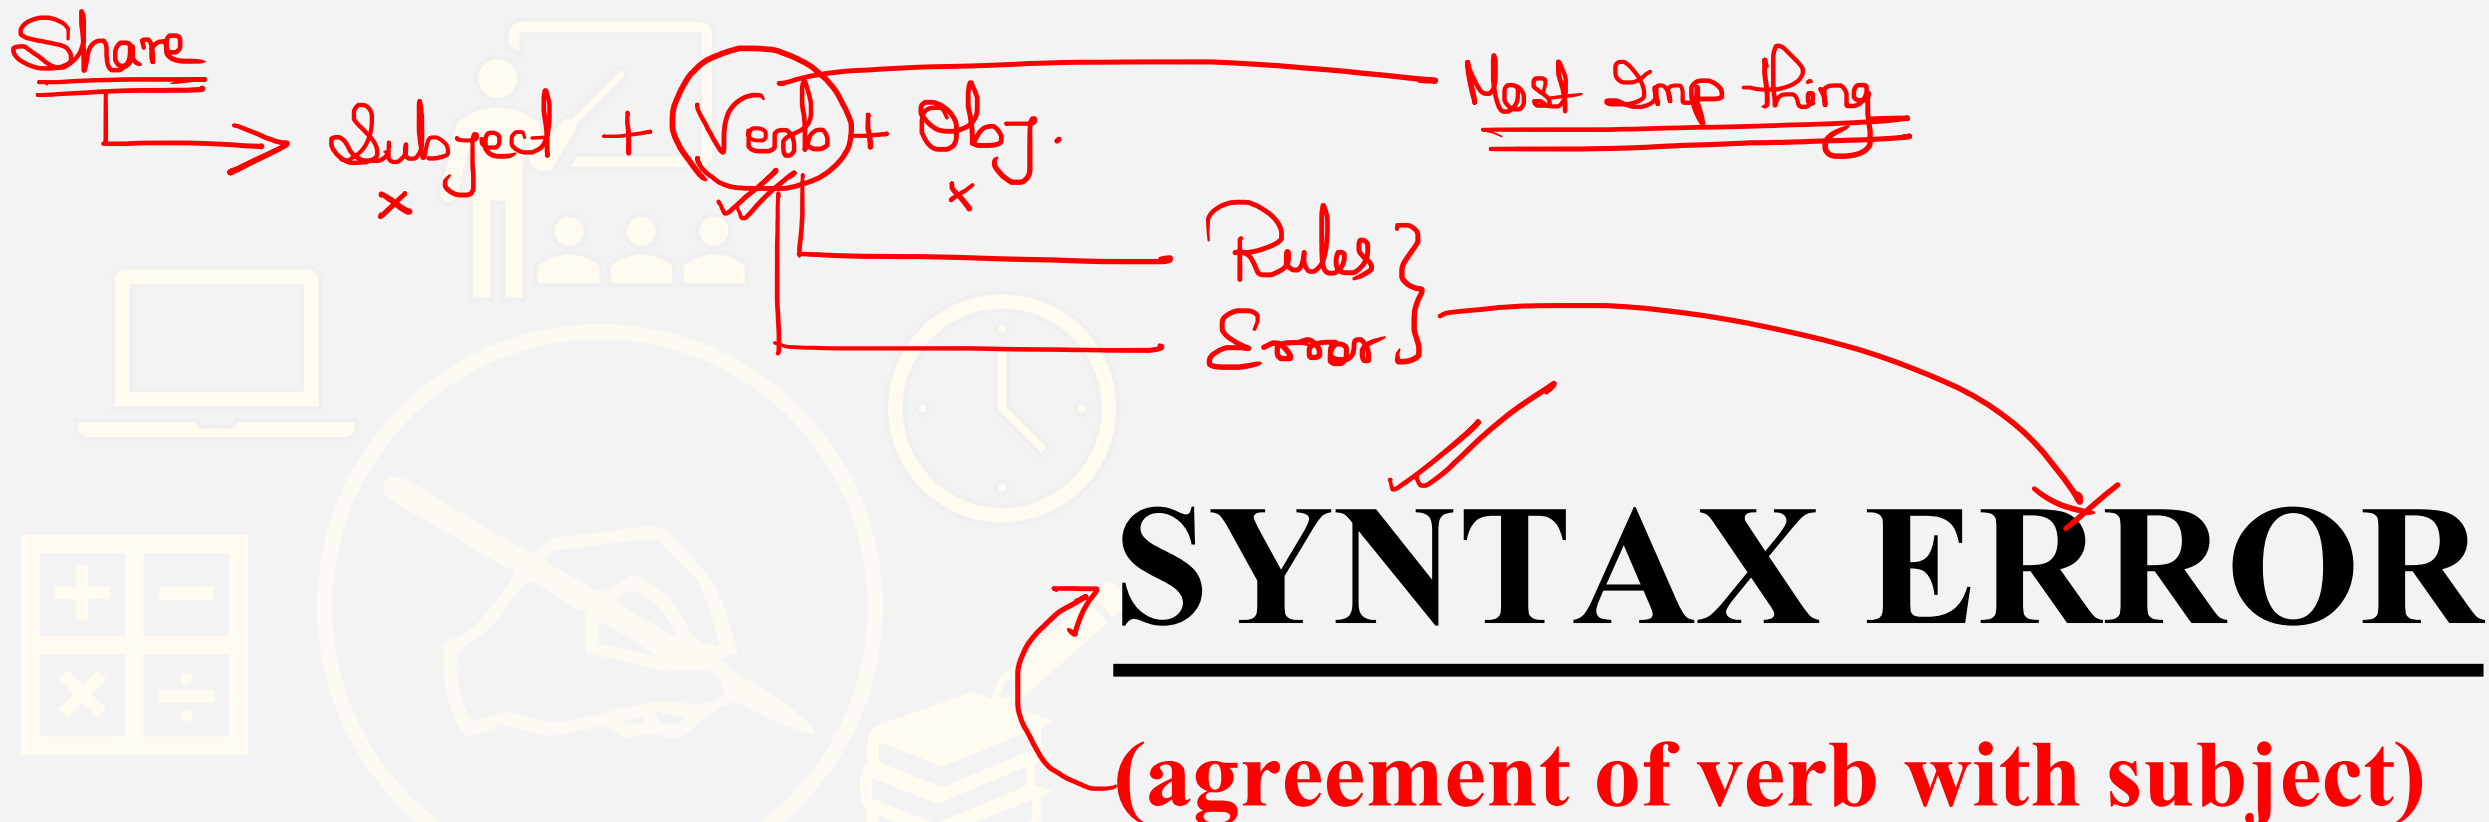 Share
Subject + Verb + Obj.
Most Imp thing
Rules
Error
SYNTAX ERROR
(agreement of verb with subject)